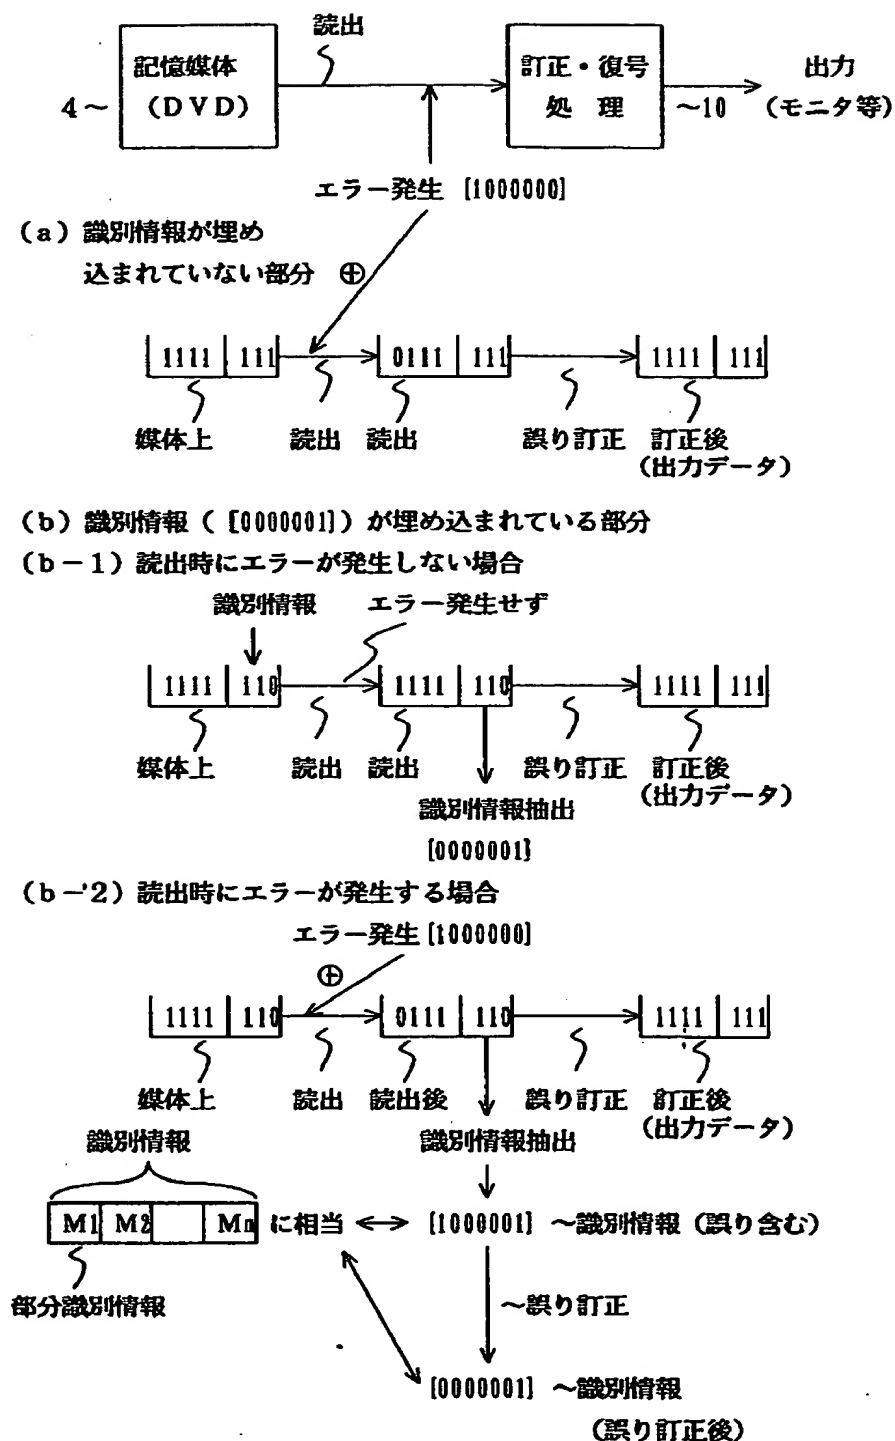 読出
記憶媒体
(DVD)
4~
訂正・復号
処 理
~10
出力
(モニタ等)
エラー発生 [1000000]
(a) 識別情報が埋め
込まれていない部分 ⊕
1111 111 0111 111 1111 111
媒体上 読出 読出 誤り訂正 訂正後
(出力データ)
(b) 識別情報([0000001])が埋め込まれている部分
(b-1) 読出時にエラーが発生しない場合
識別情報 エラー発生せず
1111 110 1111 110 1111 111
媒体上 読出 読出 誤り訂正 訂正後
(出力データ)
識別情報抽出
[0000001]
(b-2) 読出時にエラーが発生する場合
エラー発生[1000000]
⊕
1111 110 0111 110 1111 111
媒体上 読出 読出後 誤り訂正 訂正後
(出力データ)
識別情報 識別情報抽出
M1 M2 Mn に相当 [1000001] ~識別情報(誤り含む)
部分識別情報
~誤り訂正
[0000001] ~識別情報
(誤り訂正後)